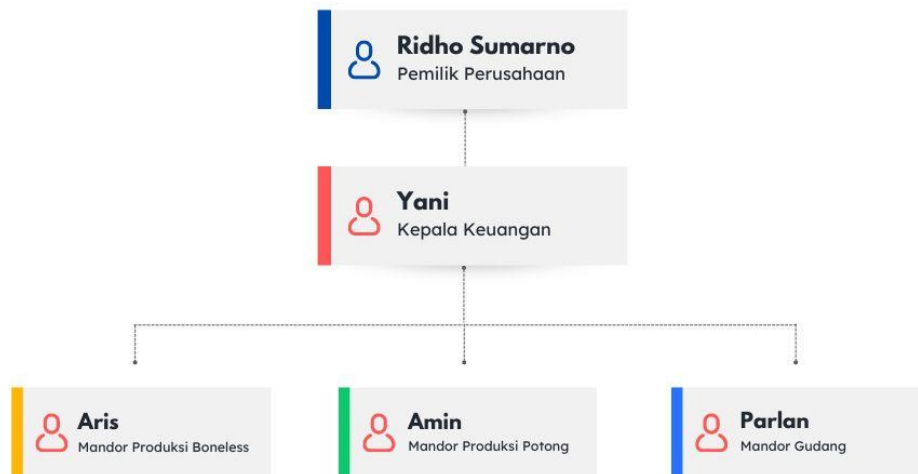 Ridho Sumarno
Pemilik Perusahaan
Yani
Kepala Keuangan
Aris
Mandor Produksi Boneless
Amin
Mandor Produksi Potong
Parlan
Mandor Gudang